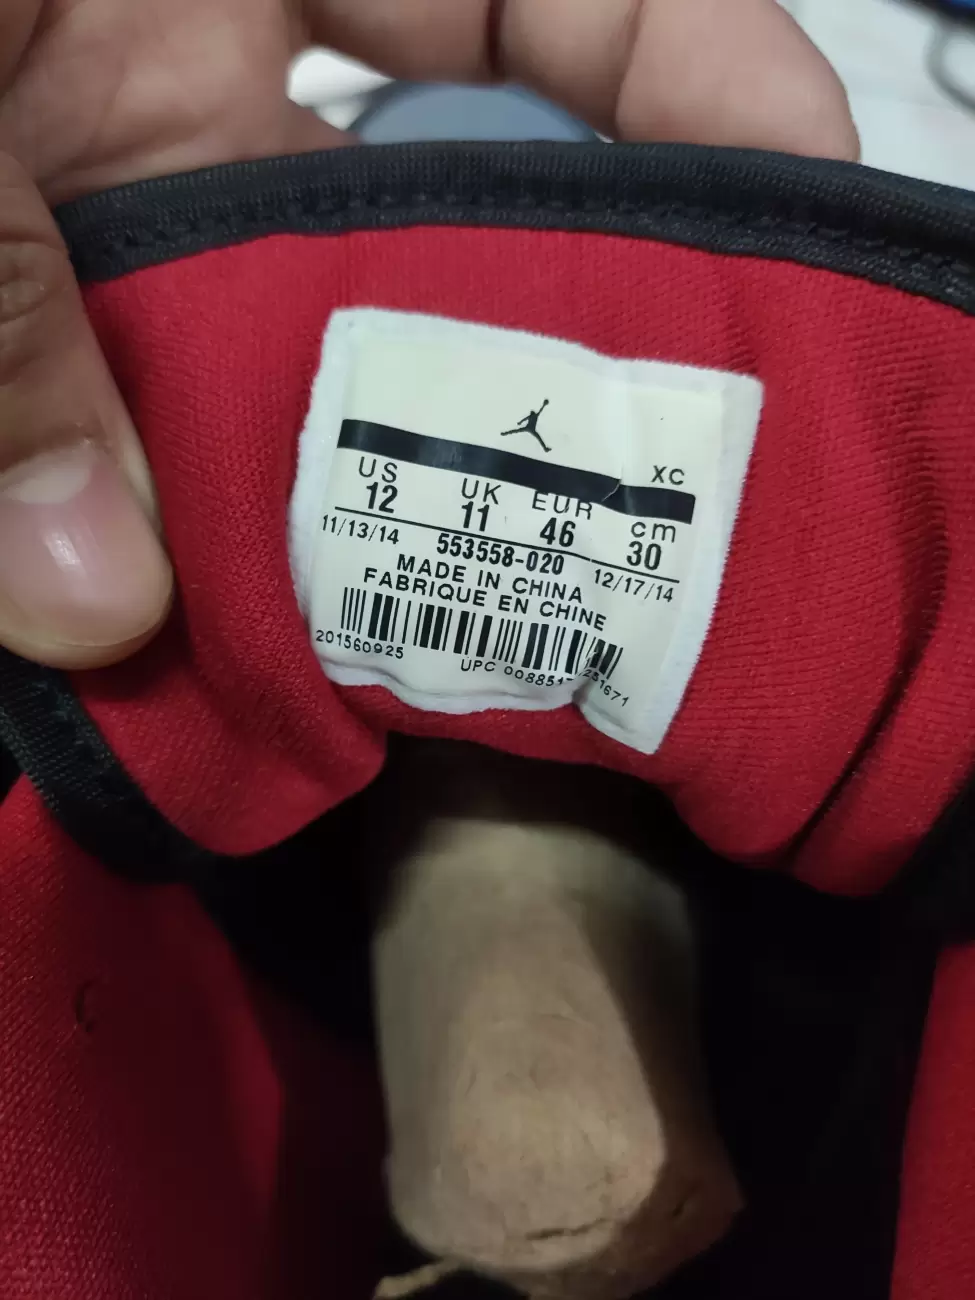 XC
US UK EUR cm
12 11 46 30
11/13/14 553558-020 12/17/14
MADE IN CHINA
FABRIQUE EN CHINE
201560925
UPC